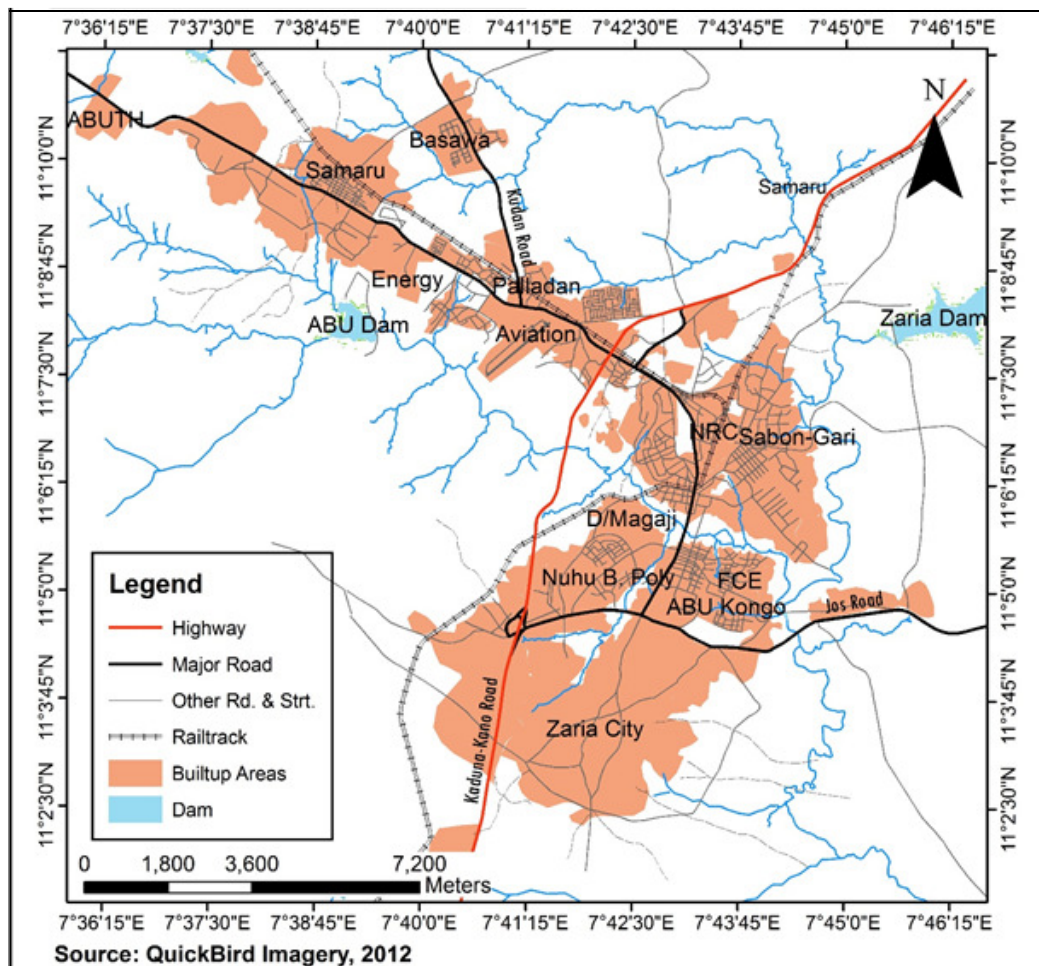 7°36'15"E 7°37'30"E 7°38'45"E 7°40'0"E 7°41'15"E 7°42'30"E 7°43'45"E 7°45'0"E 7°46'15"E
N
ABUTH
Basawa
11°10'0"N
11°10'0"N
Samaru
Samaru
Kudan Road
11°8'45"N
11°8'45"N
Energy
Palladan
ABU Dam
Aviation
Zaria Dam
11°7'30"N
11°7'30"N
NRC
Sabon-Gari
11°6'15"N
11°6'15"N
D/Magaji
11°5'0"N
11°5'0"N
Nuhu B. Poly
FCE
ABU Kongo
Jos Road
11°3'45"N
11°3'45"N
Kaduna-Kano Road
Zaria City
11°2'30"N
11°2'30"N
Legend
Highway
Major Road
Other Rd. & Strt.
Railtrack
Builtup Areas
Dam
0 1,800 3,600 7,200
Meters
7°36'15"E 7°37'30"E 7°38'45"E 7°40'0"E 7°41'15"E 7°42'30"E 7°43'45"E 7°45'0"E 7°46'15"E
Source: QuickBird Imagery, 2012